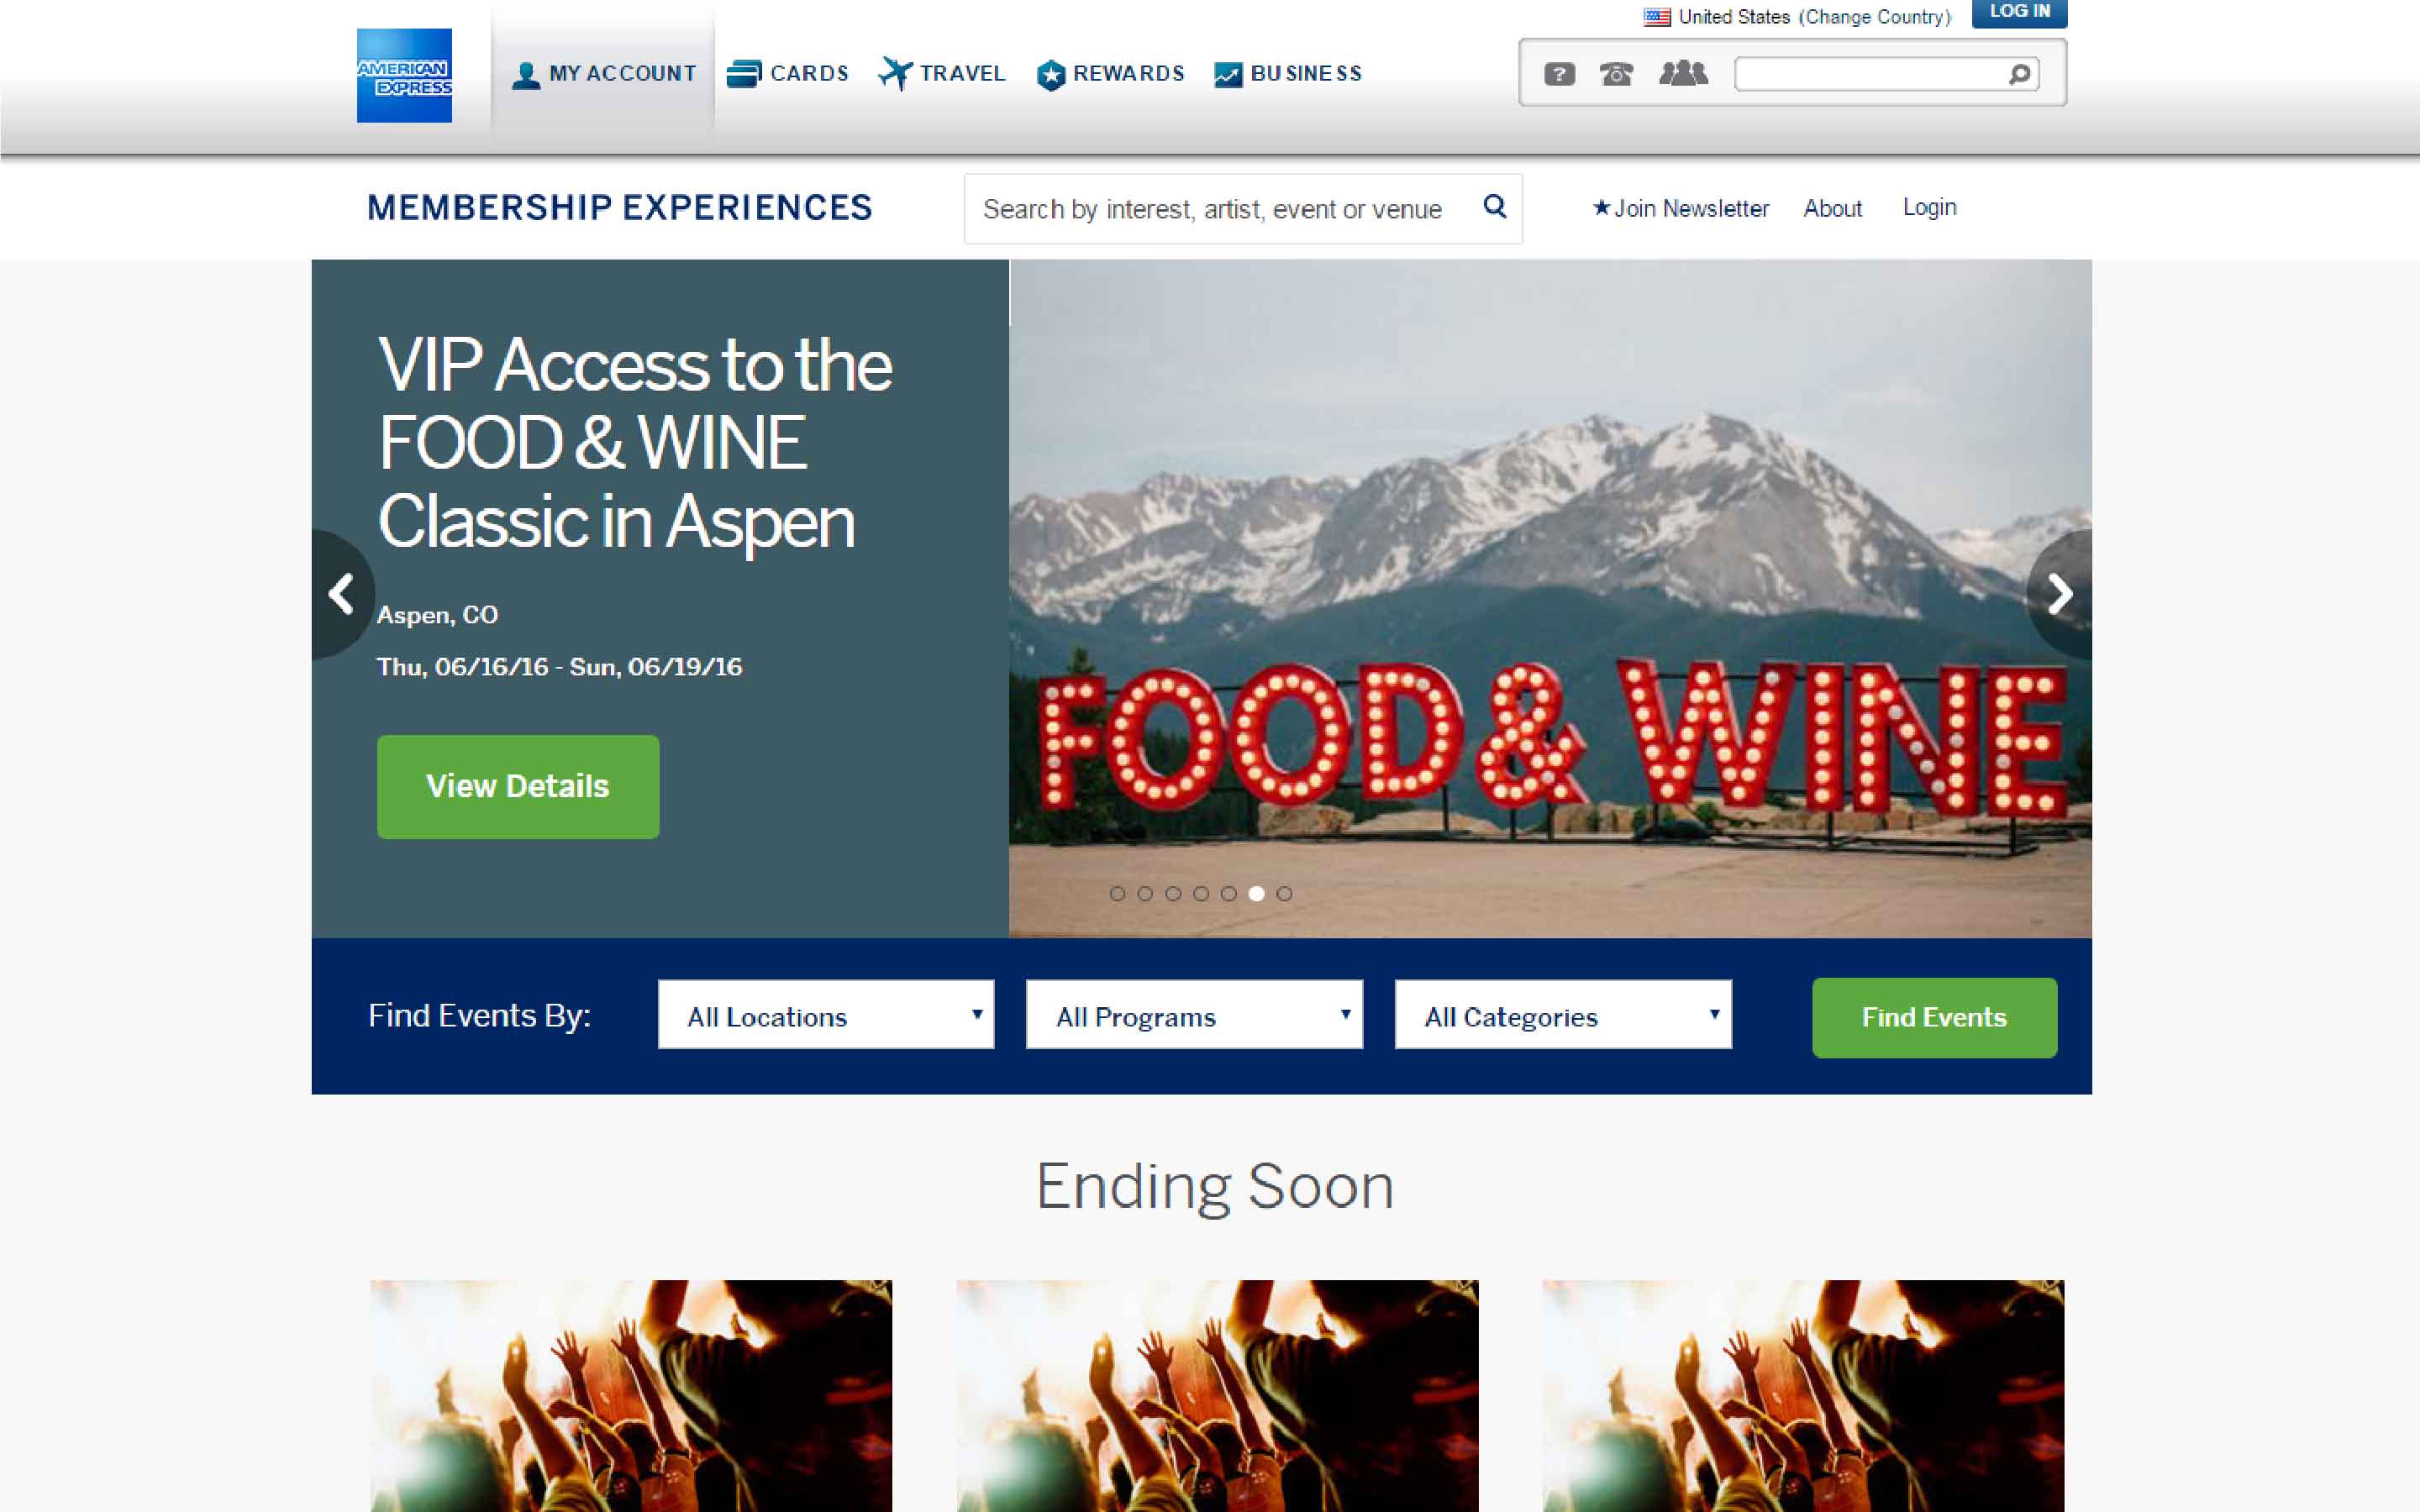 United States (Change Country)
LOG IN
AMERICAN
EXPRESS
MY ACCOUNT
CARDS
TRAVEL
REWARDS
BUSINESS
?
MEMBERSHIP EXPERIENCES
Search by interest, artist, event or venue
★Join Newsletter
About
Login
VIP Access to the
FOOD & WINE
Classic in Aspen
Aspen, CO
Thu, 06/16/16 - Sun, 06/19/16
View Details
FOOD & WINE
Find Events By:
All Locations
All Programs
All Categories
Find Events
Ending Soon